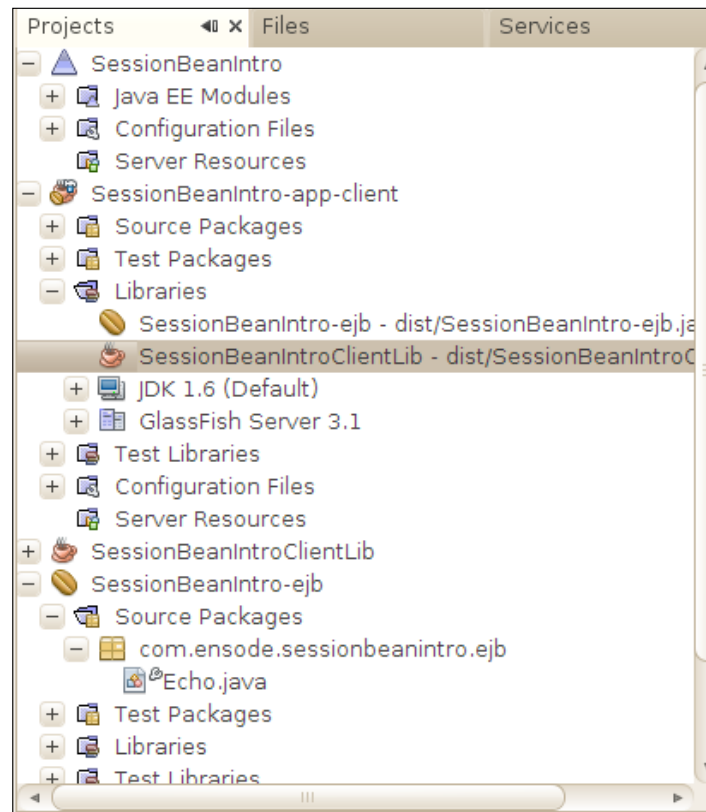 Projects Files Services
SessionBeanIntro
Java EE Modules
Configuration Files
Server Resources
SessionBeanIntro-app-client
Source Packages
Test Packages
Libraries
SessionBeanIntro-ejb - dist/SessionBeanIntro-ejb.ja
SessionBeanIntroClientLib - dist/SessionBeanIntroC
JDK 1.6 (Default)
GlassFish Server 3.1
Test Libraries
Configuration Files
Server Resources
SessionBeanIntroClientLib
SessionBeanIntro-ejb
Source Packages
com.ensode.sessionbeanintro.ejb
Echo.java
Test Packages
Libraries
Test Libraries